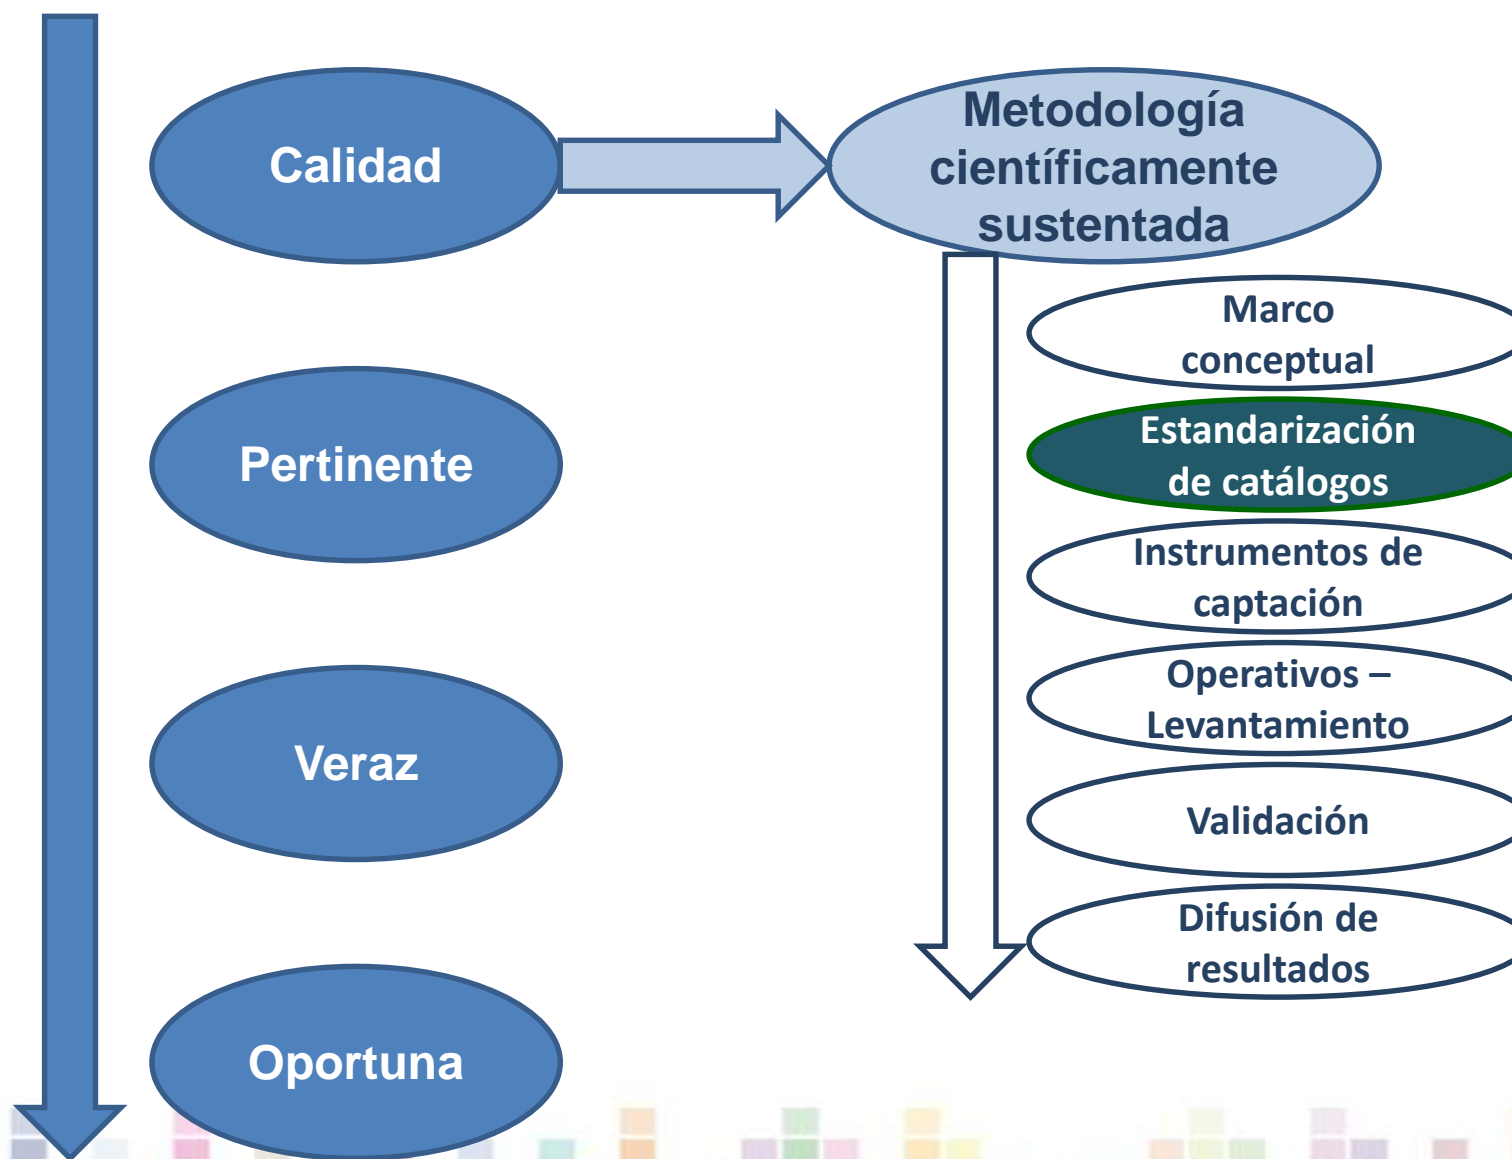 Calidad
Metodología
científicamente
sustentada
Marco
conceptual
Pertinente
Estandarización
de catálogos
Instrumentos de
captación
Veraz
Operativos –
Levantamiento
Validación
Difusión de
resultados
Oportuna